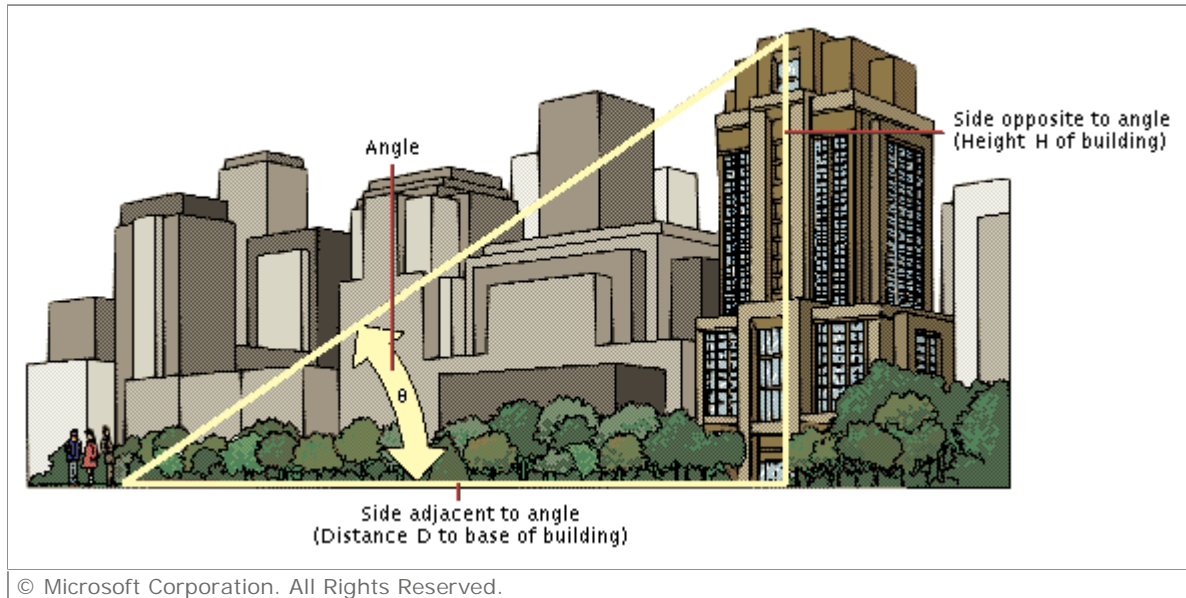 Angle
Side opposite to angle
(Height H of building)
θ
Side adjacent to angle
(Distance D to base of building)
© Microsoft Corporation. All Rights Reserved.